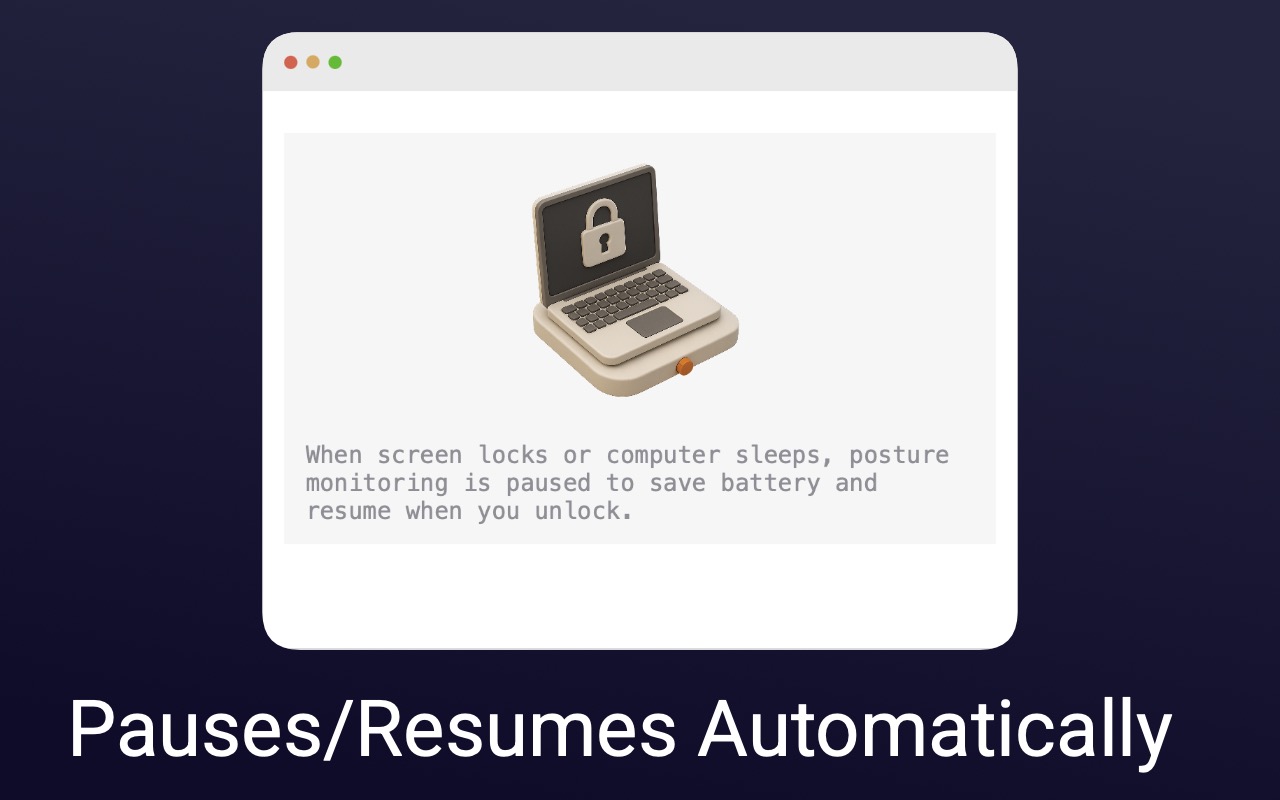 When screen locks or computer sleeps, posture
monitoring is paused to save battery and
resume when you unlock.
Pauses/Resumes Automatically